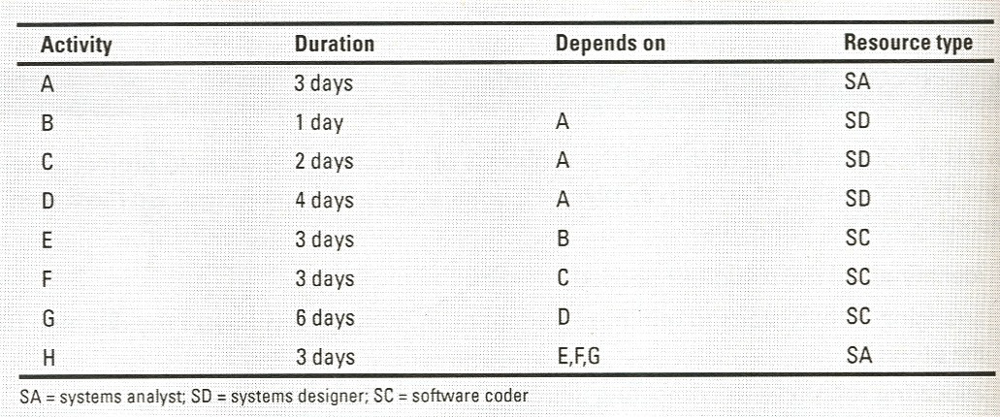 Activity Duration Depends on Resource type
A 3 days SA
B 1 day A SD
C 2 days A SD
D 4 days A SD
E 3 days B SC
F 3 days C SC
G 6 days D SC
H 3 days E,F,G SA
SA = systems analyst; SD = systems designer; SC = software coder